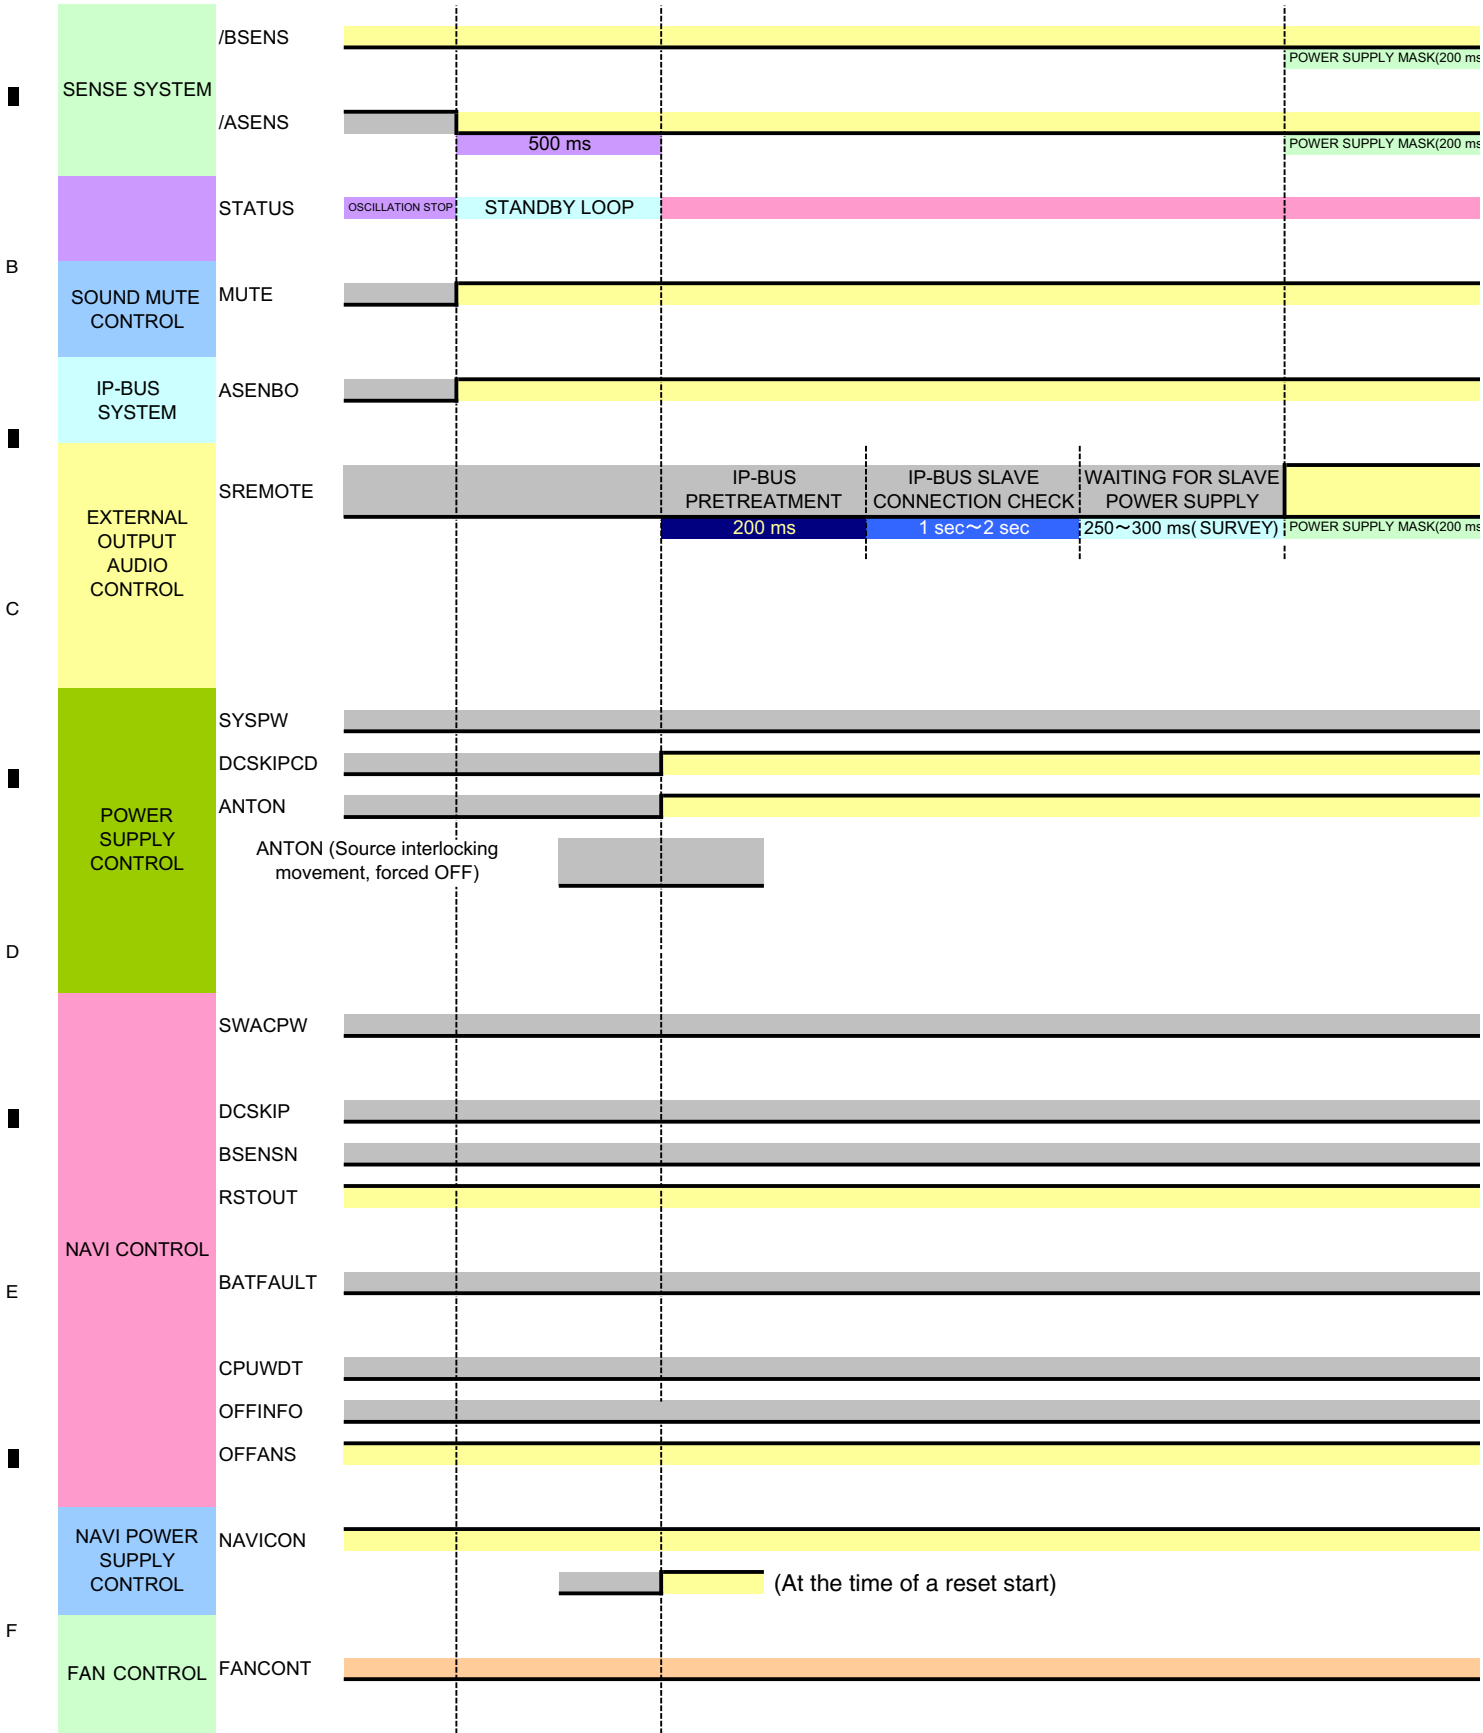 /BSENS
POWER SUPPLY MASK(200 ms
SENSE SYSTEM
/ASENS
500 ms
POWER SUPPLY MASK(200 ms
STATUS
OSCILLATION STOP
STANDBY LOOP
B
SOUND MUTE
CONTROL
MUTE
IP-BUS
SYSTEM
ASENBO
EXTERNAL
OUTPUT
AUDIO
CONTROL
SREMOTE
IP-BUS
PRETREATMENT
IP-BUS SLAVE
CONNECTION CHECK
WAITING FOR SLAVE
POWER SUPPLY
200 ms
1 sec～2 sec
250～300 ms(SURVEY)
POWER SUPPLY MASK(200 ms
C
SYSPW
DCSKIPCD
POWER
SUPPLY
CONTROL
ANTON
ANTON (Source interlocking
movement, forced OFF)
D
SWACPW
DCSKIP
BSENSN
RSTOUT
NAVI CONTROL
BATFAULT
E
CPUWDT
OFFINFO
OFFANS
NAVI POWER
SUPPLY
CONTROL
NAVICON
(At the time of a reset start)
F
FAN CONTROL
FANCONT